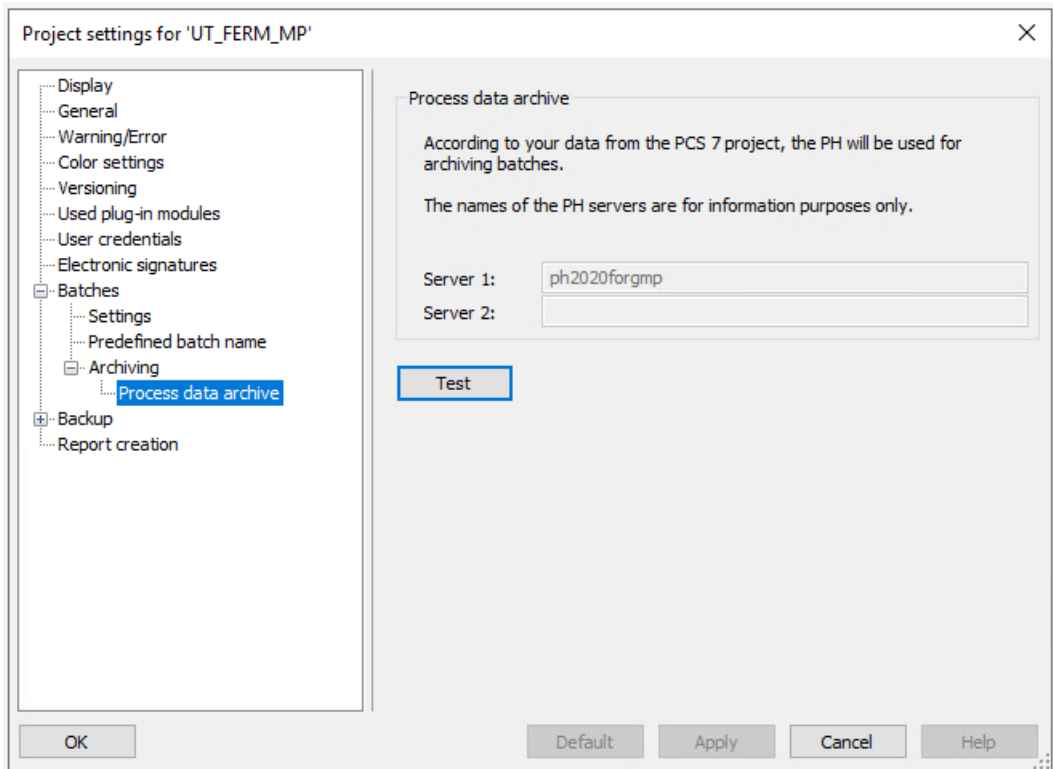 Project settings for 'UT_FERM_MP'
Display
General
Warning/Error
Color settings
Versioning
Used plug-in modules
User credentials
Electronic signatures
Batches
Settings
Predefined batch name
Archiving
Process data archive
Backup
Report creation
Process data archive
According to your data from the PCS 7 project, the PH will be used for
archiving batches.
The names of the PH servers are for information purposes only.
Server 1: ph2020forgmp
Server 2:
Test
OK Default Apply Cancel Help